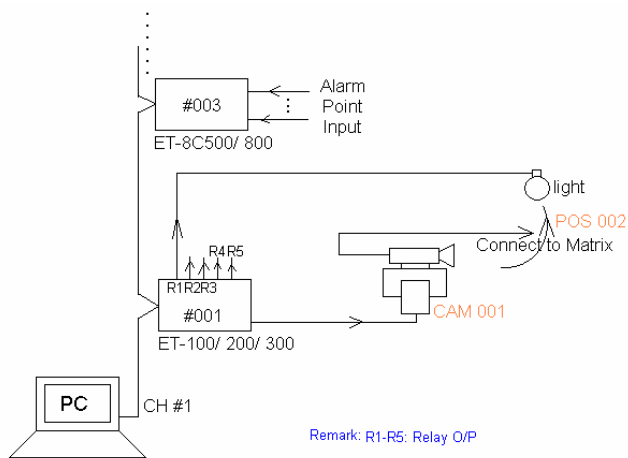 #003
Alarm
Point
Input
ET-8C500/ 800
light
POS 002
Connect to Matrix
R4R5
R1R2R3
#001
CAM 001
ET-100/ 200/ 300
PC
CH #1
Remark: R1-R5: Relay O/P